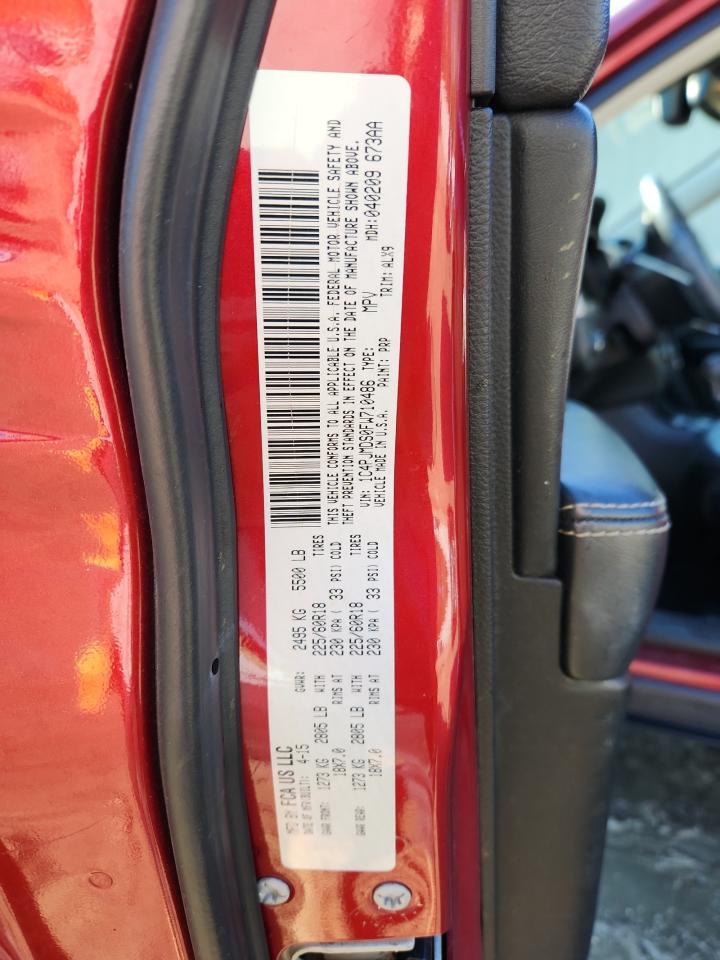 MFD BY FCA US LLC
DATE OF MFR/BUILT: 4-15 GVWR: 2495 KG 5500 LB
GAWR FRONT: 1273 KG 2805 LB WITH 225/60R18 TIRES
18X7.0 RIMS AT 230 KPA ( 33 PSI) COLD
GAWR REAR: 1273 KG 2805 LB WITH 225/60R18 TIRES
18X7.0 RIMS AT 230 KPA ( 33 PSI) COLD
THIS VEHICLE CONFORMS TO ALL APPLICABLE U.S.A. FEDERAL MOTOR VEHICLE SAFETY AND
THEFT PREVENTION STANDARDS IN EFFECT ON THE DATE OF MANUFACTURE SHOWN ABOVE.
VIN: 1C4PJMDS0FW710486 TYPE: MPV MDH:040209 673AA
VEHICLE MADE IN U.S.A. PAINT: PRP TRIM: ALX9